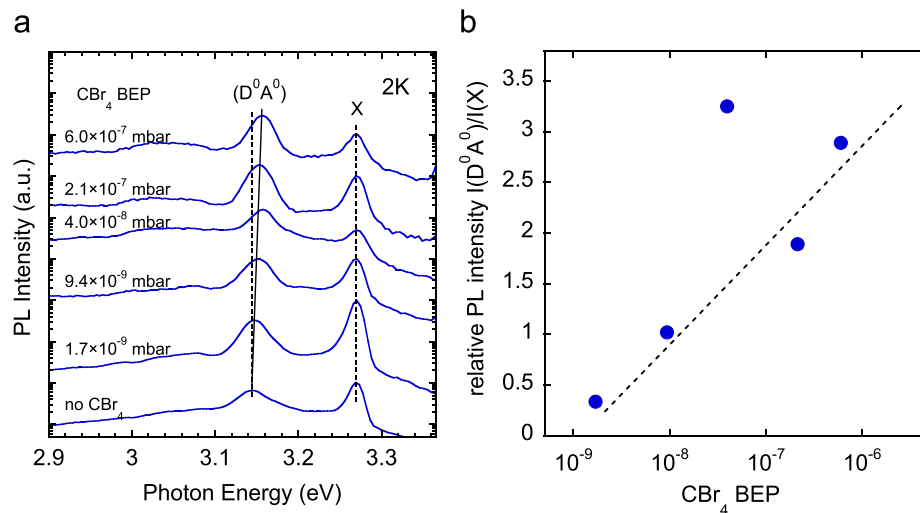 a
b
PL Intensity (a.u.)
CBr₄ BEP
(D⁰A⁰)
2K
X
6.0×10⁻⁷ mbar
2.1×10⁻⁷ mbar
4.0×10⁻⁸ mbar
9.4×10⁻⁹ mbar
1.7×10⁻⁹ mbar
no CBr₄
2.9 3 3.1 3.2 3.3
Photon Energy (eV)
relative PL intensity I(D⁰A⁰)/I(X)
3.5
3
2.5
2
1.5
1
0.5
0
10⁻⁹ 10⁻⁸ 10⁻⁷ 10⁻⁶
CBr₄ BEP